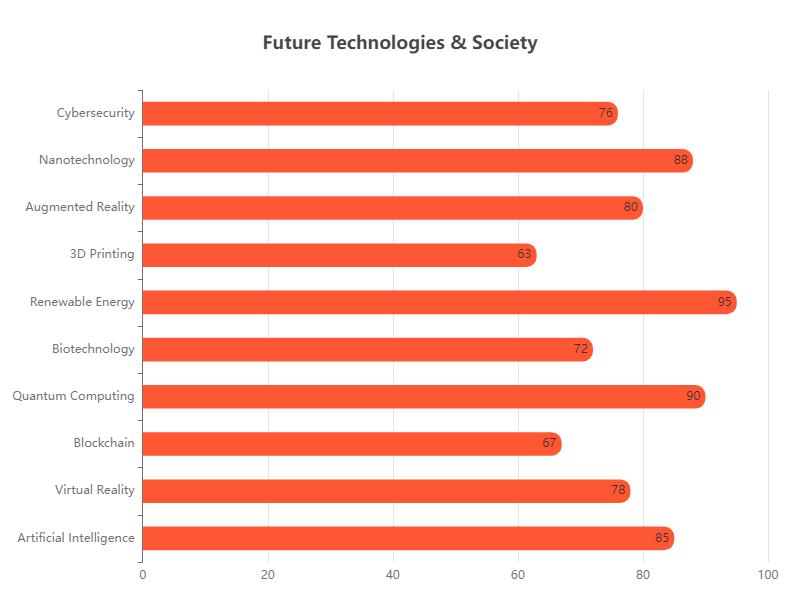 Future Technologies & Society
Cybersecurity 76
Nanotechnology 88
Augmented Reality 80
3D Printing 63
Renewable Energy 95
Biotechnology 72
Quantum Computing 90
Blockchain 67
Virtual Reality 78
Artificial Intelligence 85
0 20 40 60 80 100